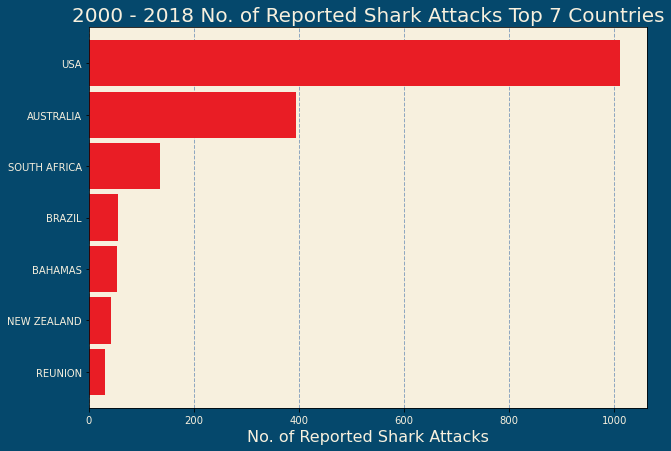 2000 - 2018 No. of Reported Shark Attacks Top 7 Countries
USA
AUSTRALIA
SOUTH AFRICA
BRAZIL
BAHAMAS
NEW ZEALAND
REUNION
0 200 400 600 800 1000
No. of Reported Shark Attacks